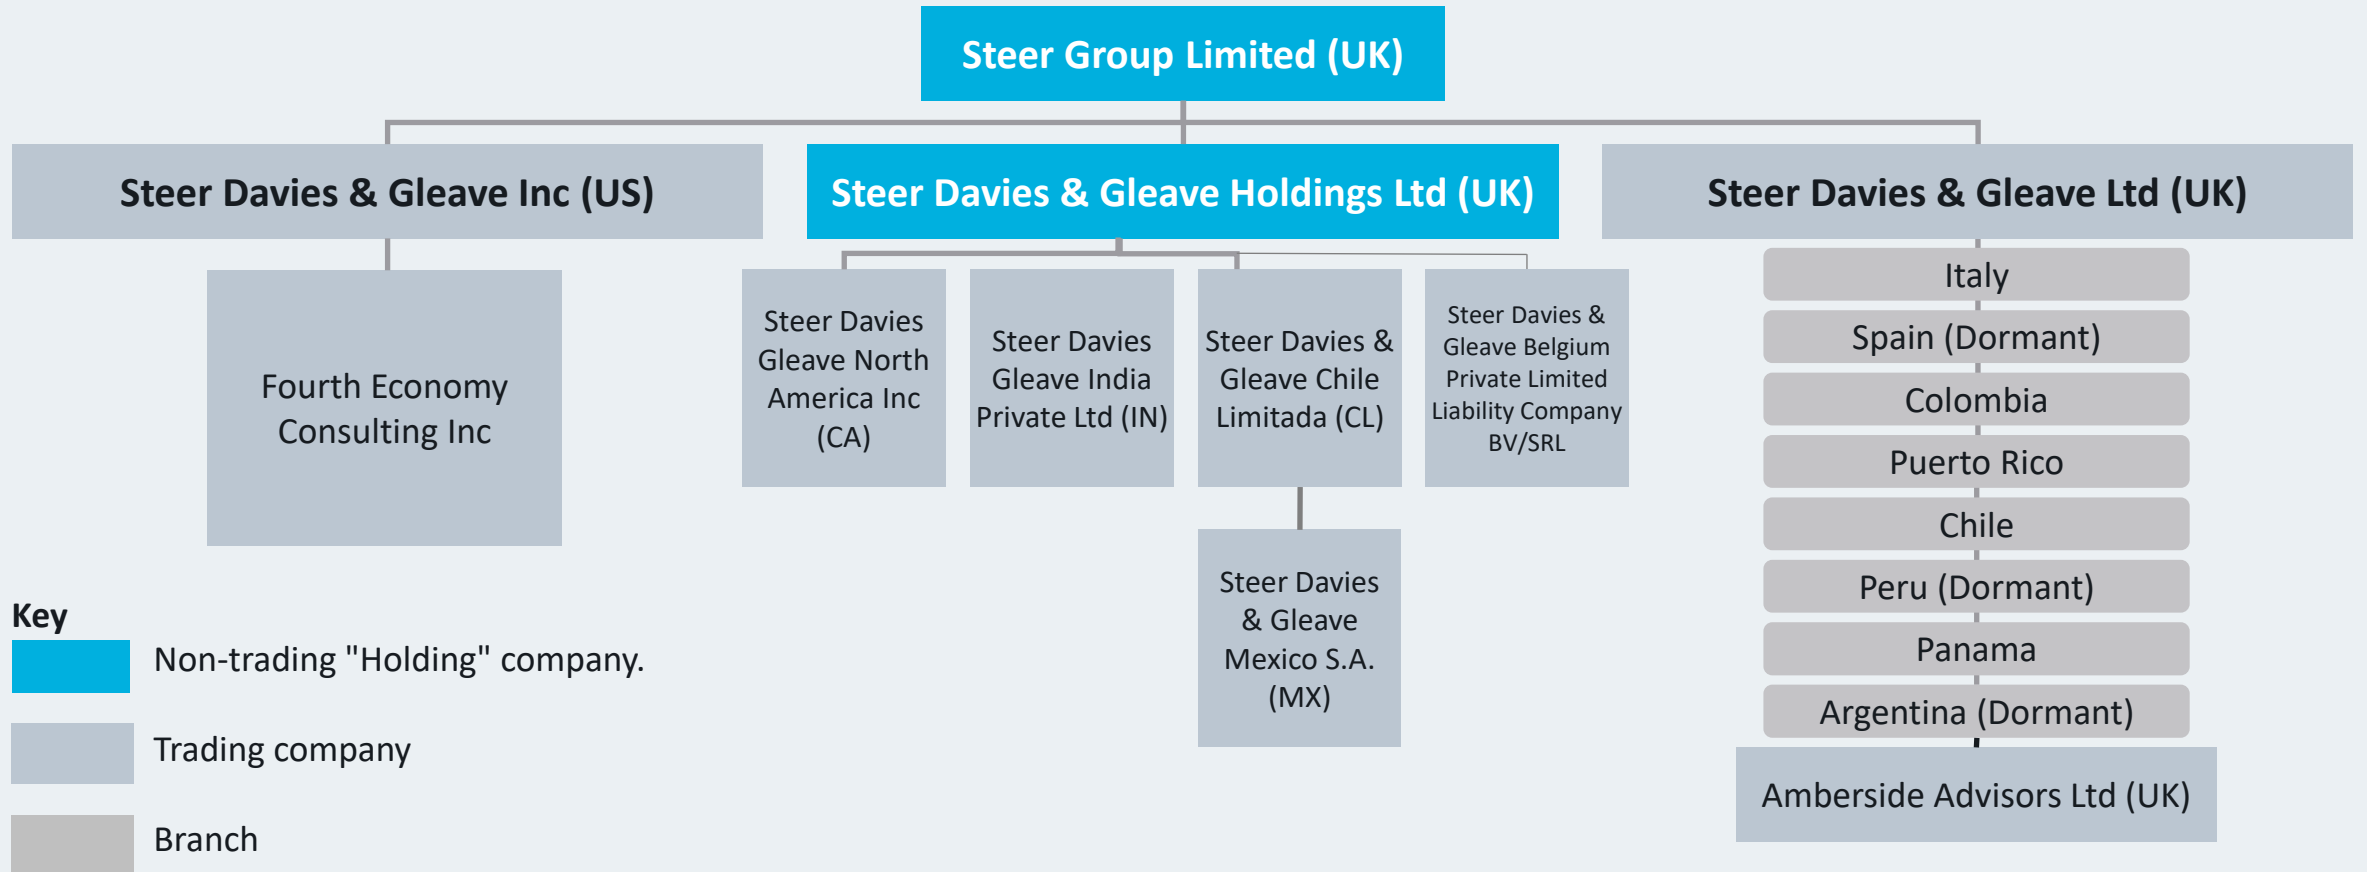 Steer Group Limited (UK)
Steer Davies & Gleave Inc (US)
Steer Davies & Gleave Holdings Ltd (UK)
Steer Davies & Gleave Ltd (UK)
Fourth Economy
Consulting Inc
Steer Davies
Gleave North
America Inc
(CA)
Steer Davies
Gleave India
Private Ltd (IN)
Steer Davies &
Gleave Chile
Limitada (CL)
Steer Davies &
Gleave Belgium
Private Limited
Liability Company
BV/SRL
Steer Davies
& Gleave
Mexico S.A.
(MX)
Italy
Spain (Dormant)
Colombia
Puerto Rico
Chile
Peru (Dormant)
Panama
Argentina (Dormant)
Amberside Advisors Ltd (UK)
Key
Non-trading "Holding" company.
Trading company
Branch